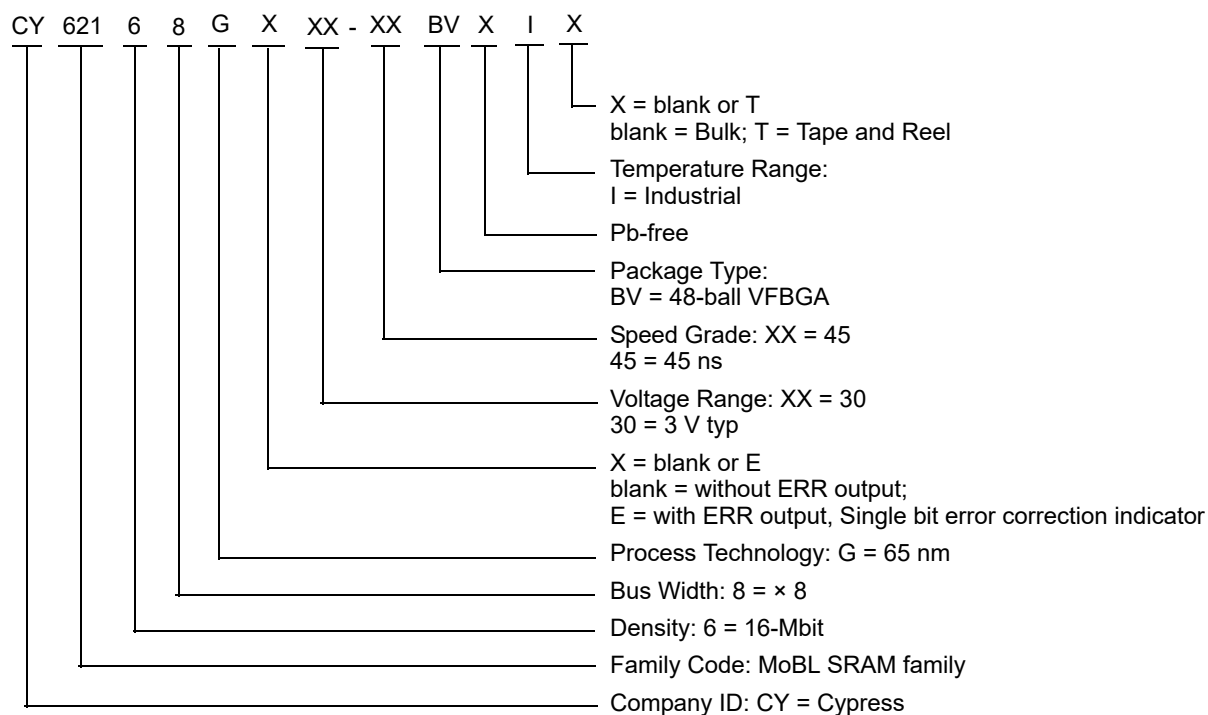 CY 621 6 8 G X XX - XX BV X I X
X = blank or T
blank = Bulk; T = Tape and Reel
Temperature Range:
I = Industrial
Pb-free
Package Type:
BV = 48-ball VFBGA
Speed Grade: XX = 45
45 = 45 ns
Voltage Range: XX = 30
30 = 3 V typ
X = blank or E
blank = without ERR output;
E = with ERR output, Single bit error correction indicator
Process Technology: G = 65 nm
Bus Width: 8 = × 8
Density: 6 = 16-Mbit
Family Code: MoBL SRAM family
Company ID: CY = Cypress